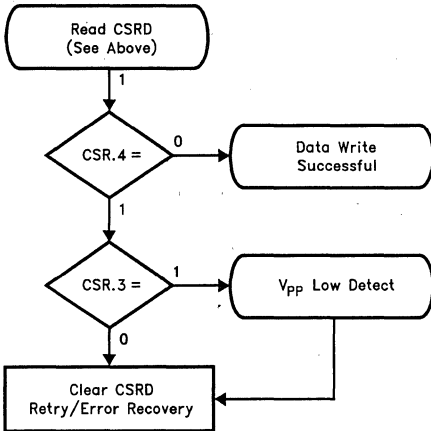 Read CSRD
(See Above)
1
CSR.4 =
0
Data Write
Successful
1
CSR.3 =
1
VPP Low Detect
0
Clear CSRD
Retry/Error Recovery